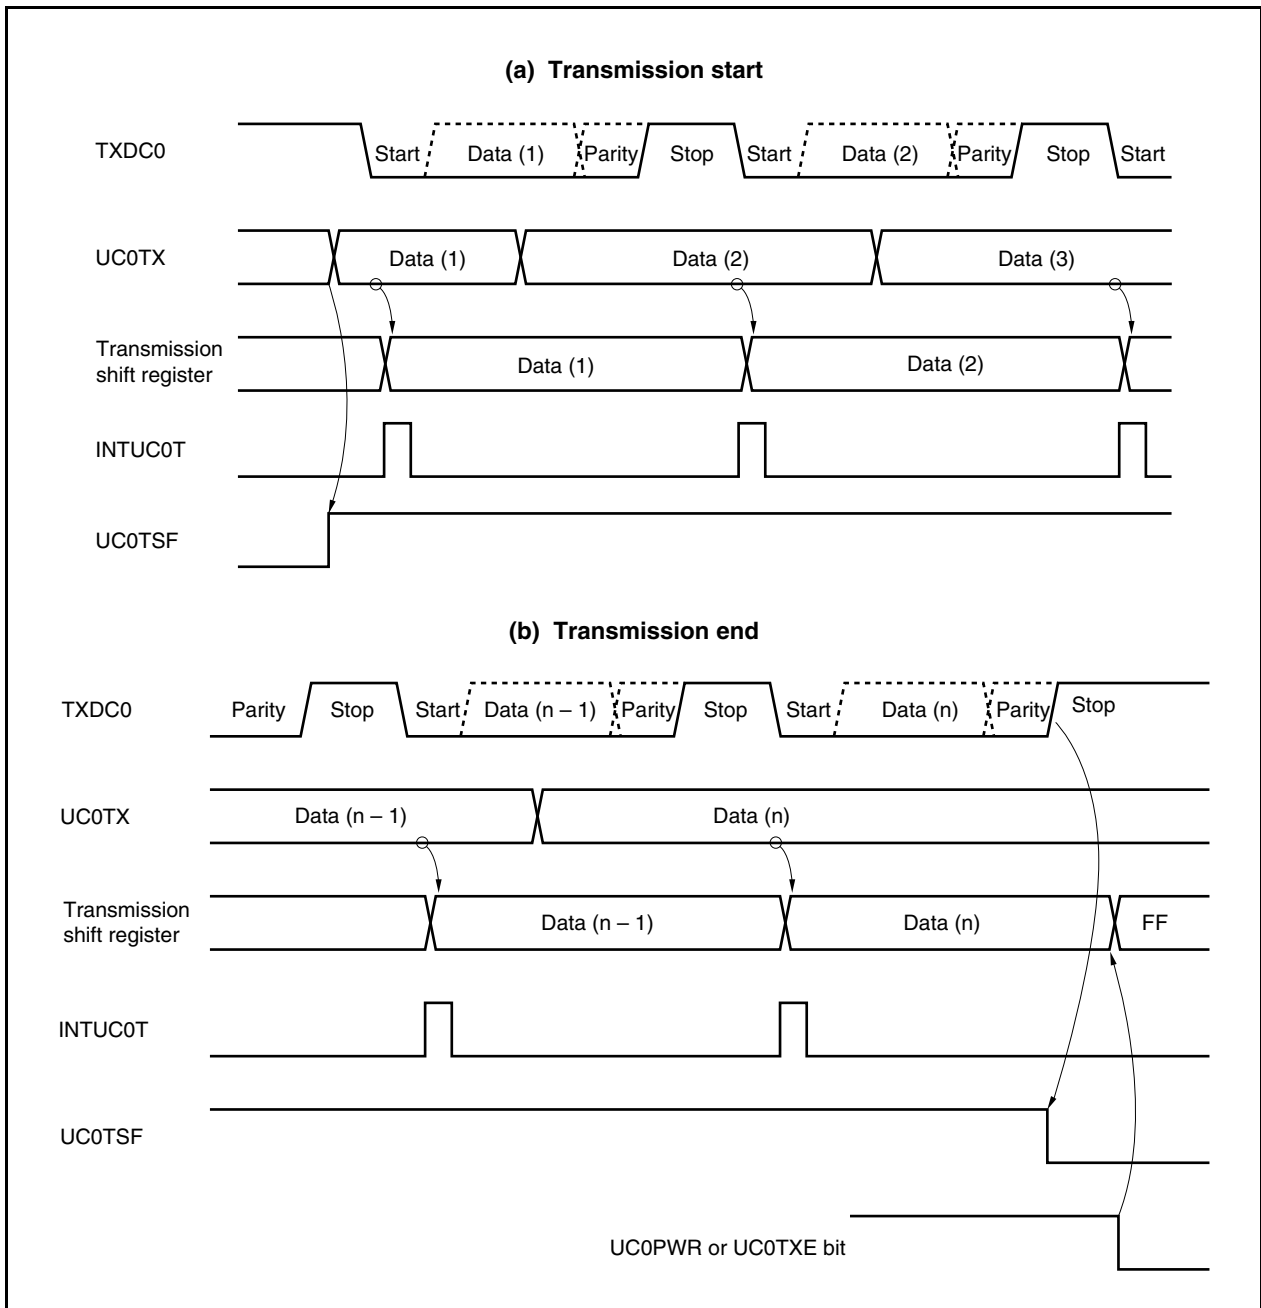 (a) Transmission start
TXDC0 Start Data (1) Parity Stop Start Data (2) Parity Stop Start
UC0TX Data (1) Data (2) Data (3)
Transmission
shift register Data (1) Data (2)
INTUC0T
UC0TSF
(b) Transmission end
TXDC0 Parity Stop Start Data (n – 1) Parity Stop Start Data (n) Parity Stop
UC0TX Data (n – 1) Data (n)
Transmission
shift register Data (n – 1) Data (n) FF
INTUC0T
UC0TSF
UC0PWR or UC0TXE bit